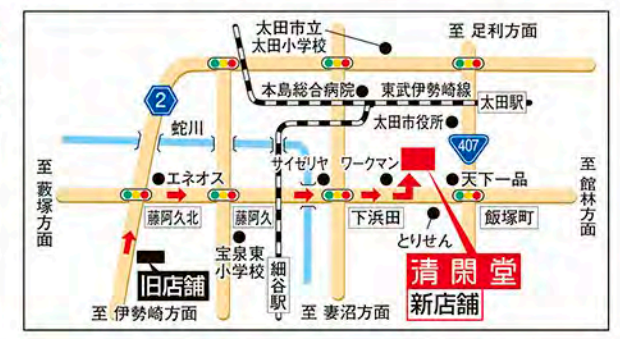 太田市立
太田小学校
至 足利方面
本島総合病院
東武伊勢崎線
太田駅
2
蛇川
太田市役所
407
サイゼリヤ
ワークマン
至 藪塚方面
エネオス
天下一品
至 館林方面
藤阿久北
藤阿久
下浜田
飯塚町
とりせん
宝泉東
小学校
細谷駅
清閑堂
新店舗
旧店舗
至 伊勢崎方面
至 妻沼方面